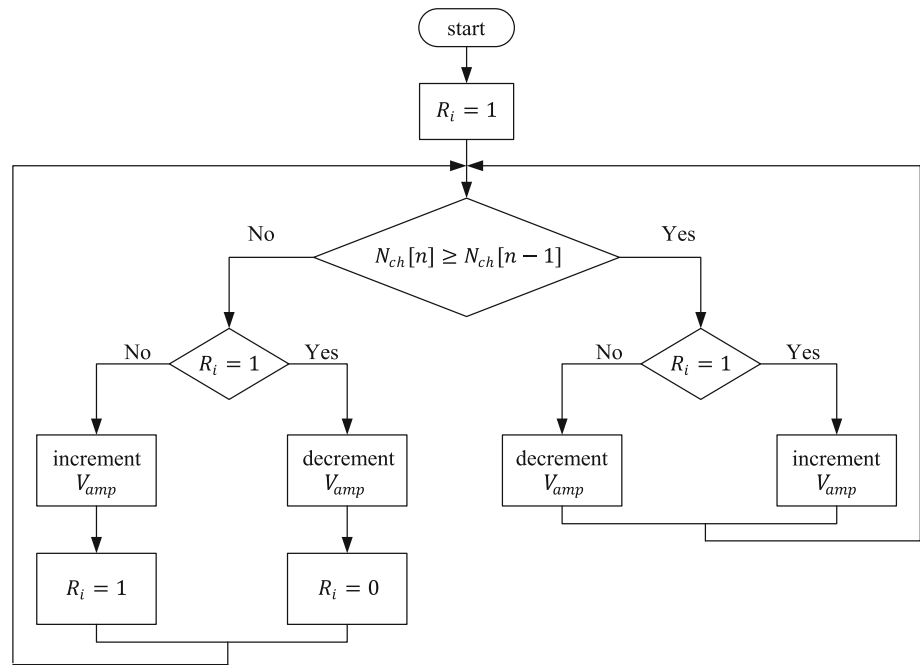 start
R_i = 1
No
Yes
N_ch[n] ≥ N_ch[n − 1]
No
R_i = 1
Yes
No
R_i = 1
Yes
increment
V_amp
decrement
V_amp
decrement
V_amp
increment
V_amp
R_i = 1
R_i = 0